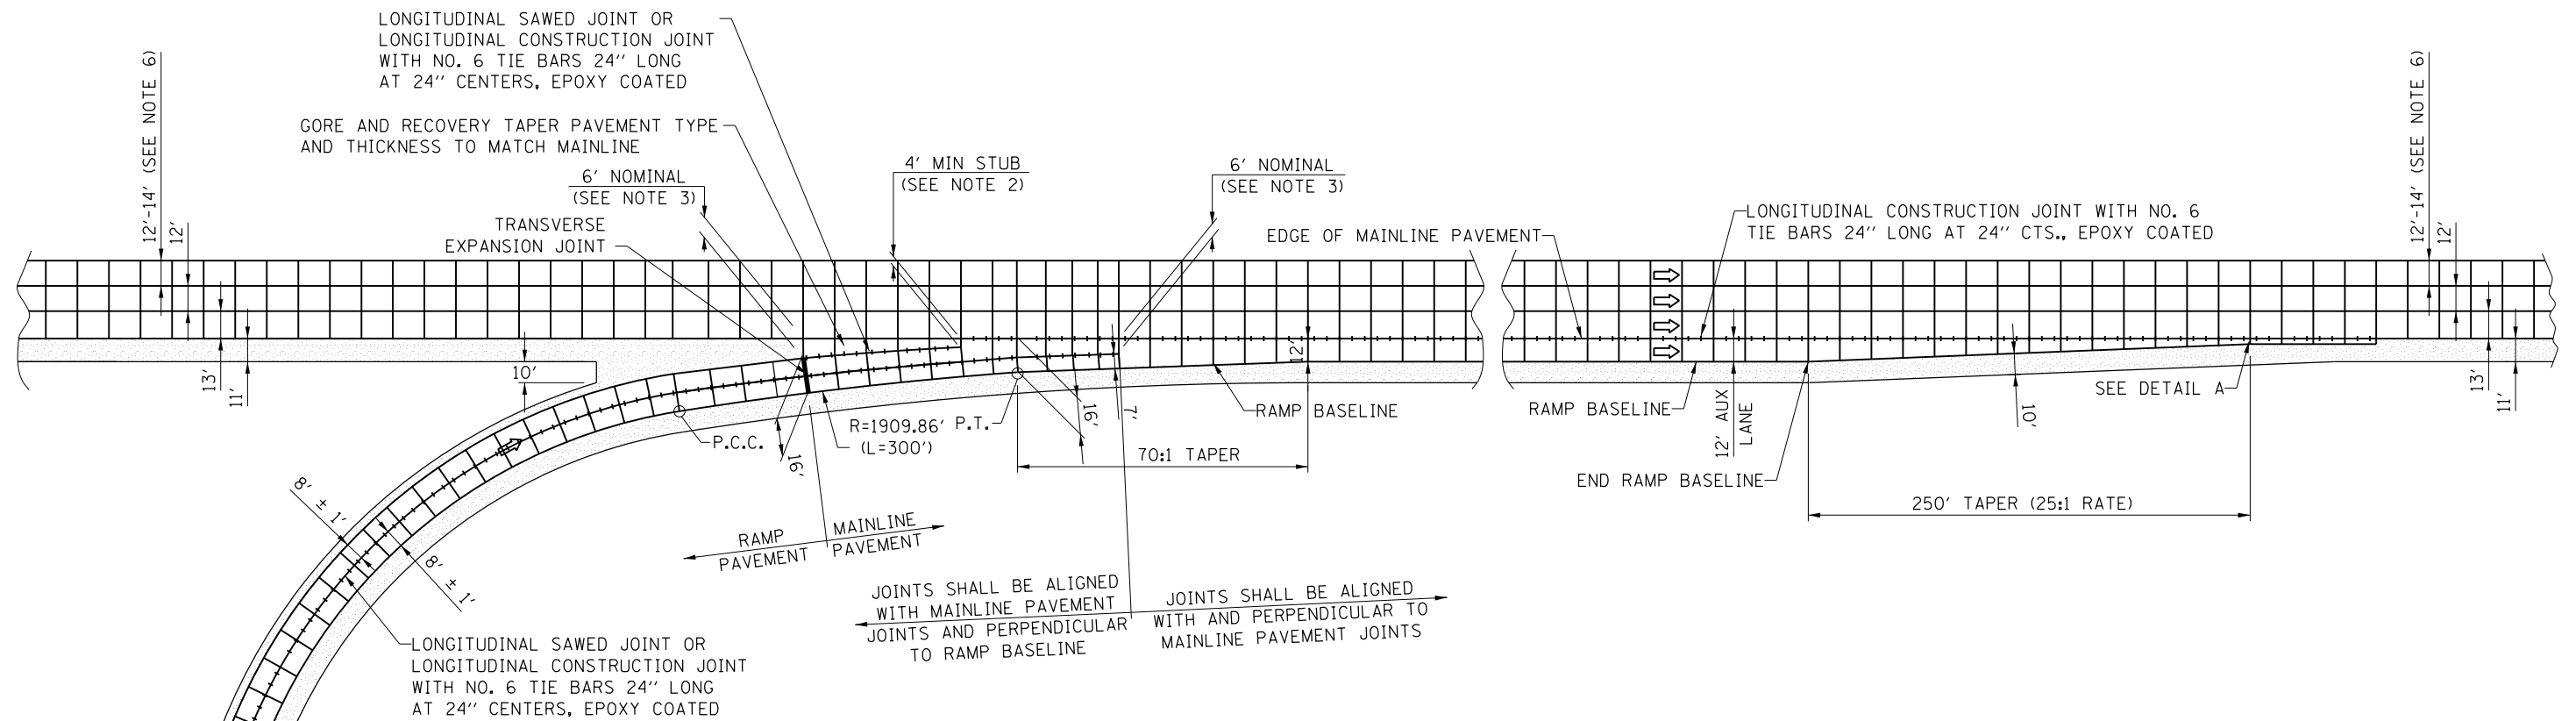 LONGITUDINAL SAWED JOINT OR
LONGITUDINAL CONSTRUCTION JOINT
WITH NO. 6 TIE BARS 24" LONG
AT 24" CENTERS, EPOXY COATED
GORE AND RECOVERY TAPER PAVEMENT TYPE
AND THICKNESS TO MATCH MAINLINE
12'-14' (SEE NOTE 6)
12'
13'
11'
6' NOMINAL
(SEE NOTE 3)
TRANSVERSE
EXPANSION JOINT
4' MIN STUB
(SEE NOTE 2)
6' NOMINAL
(SEE NOTE 3)
EDGE OF MAINLINE PAVEMENT
LONGITUDINAL CONSTRUCTION JOINT WITH NO. 6
TIE BARS 24" LONG AT 24" CTS., EPOXY COATED
12'-14' (SEE NOTE 6)
12'
13'
11'
10'
P.C.C.
16'
R=1909.86'
(L=300')
P.T.
16'
7'
12'
RAMP BASELINE
70:1 TAPER
RAMP BASELINE
12' AUX
LANE
END RAMP BASELINE
10'
SEE DETAIL A
250' TAPER (25:1 RATE)
8' ± 1'
8' ± 1'
RAMP
PAVEMENT
MAINLINE
PAVEMENT
JOINTS SHALL BE ALIGNED
WITH MAINLINE PAVEMENT
JOINTS AND PERPENDICULAR
TO RAMP BASELINE
JOINTS SHALL BE ALIGNED
WITH AND PERPENDICULAR TO
MAINLINE PAVEMENT JOINTS
LONGITUDINAL SAWED JOINT OR
LONGITUDINAL CONSTRUCTION JOINT
WITH NO. 6 TIE BARS 24" LONG
AT 24" CENTERS, EPOXY COATED